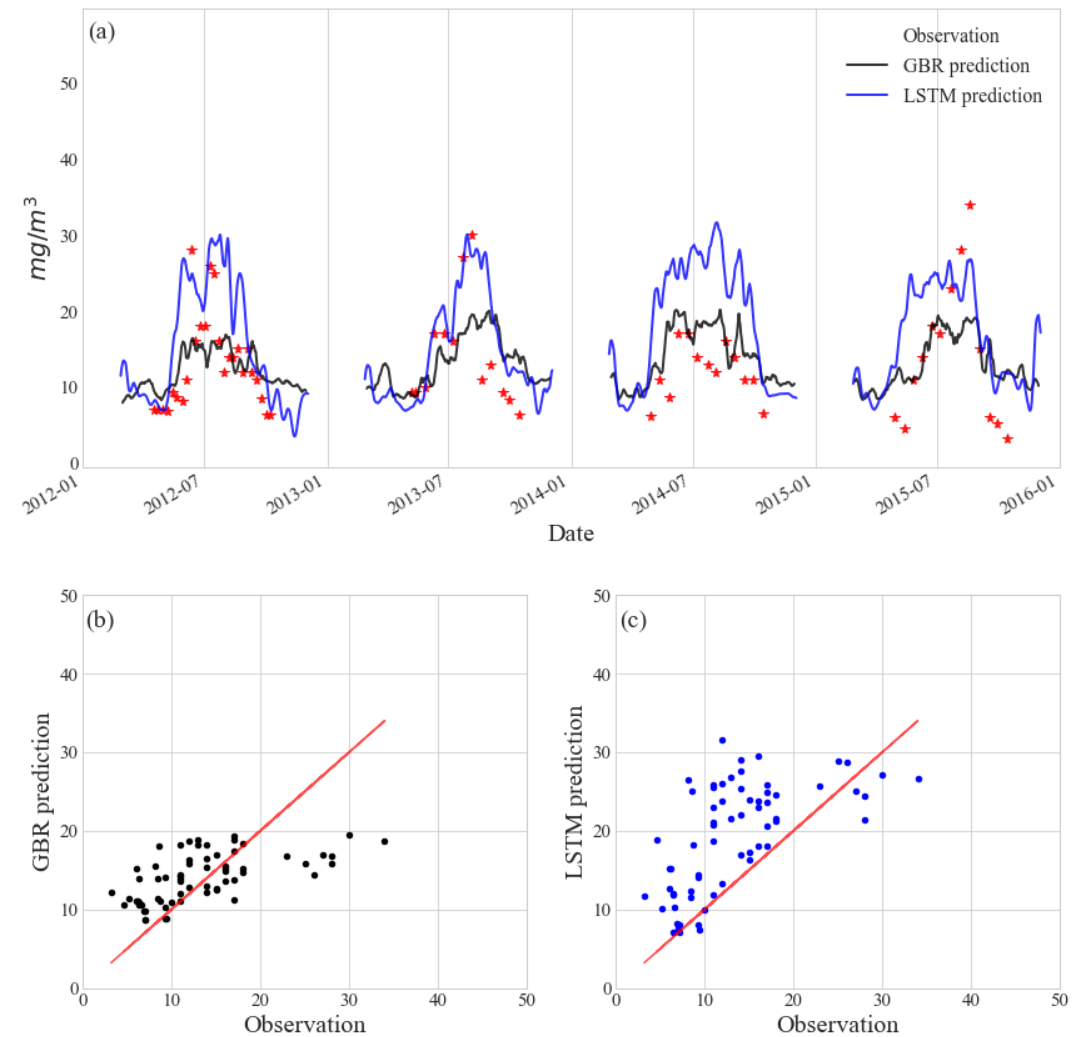 (a)
Observation
GBR prediction
LSTM prediction
50
40
30
20
10
0
mg/m³
2012-01
2012-07
2013-01
2013-07
2014-01
2014-07
2015-01
2015-07
2016-01
Date
(b)
50
40
30
20
10
0
GBR prediction
0 10 20 30 40 50
Observation
(c)
50
40
30
20
10
0
LSTM prediction
0 10 20 30 40 50
Observation